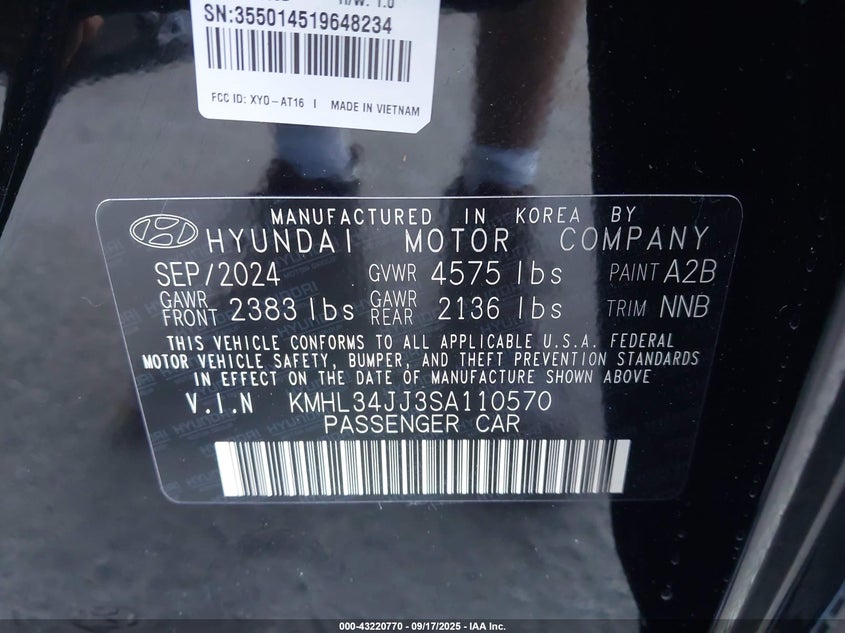 H/W: 1.0
SN:355014519648234
FCC ID: XYO-AT16 | MADE IN VIETNAM
MANUFACTURED IN KOREA BY
HYUNDAI MOTOR COMPANY
SEP/2024 GVWR 4575 lbs PAINT A2B
GAWR FRONT 2383 lbs GAWR REAR 2136 lbs TRIM NNB
THIS VEHICLE CONFORMS TO ALL APPLICABLE U.S.A. FEDERAL
MOTOR VEHICLE SAFETY, BUMPER, AND THEFT PREVENTION STANDARDS
IN EFFECT ON THE DATE OF MANUFACTURE SHOWN ABOVE
V.I.N KMHL34JJ3SA110570
PASSENGER CAR
000-43220770 - 09/17/2025 - IAA Inc.